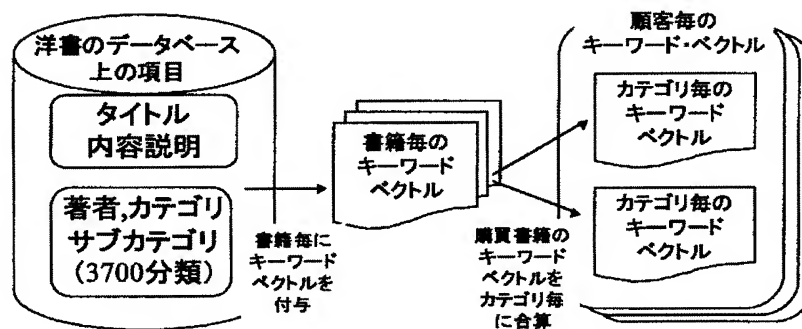 洋書のデータベース
上の項目
タイトル
内容説明
著者,カテゴリ
サブカテゴリ
(3700分類)
書籍毎に
キーワード
ベクトルを
付与
書籍毎の
キーワード
ベクトル
購買書籍の
キーワード
ベクトルを
カテゴリ毎
に合算
顧客毎の
キーワード・ベクトル
カテゴリ毎の
キーワード
ベクトル
カテゴリ毎の
キーワード
ベクトル